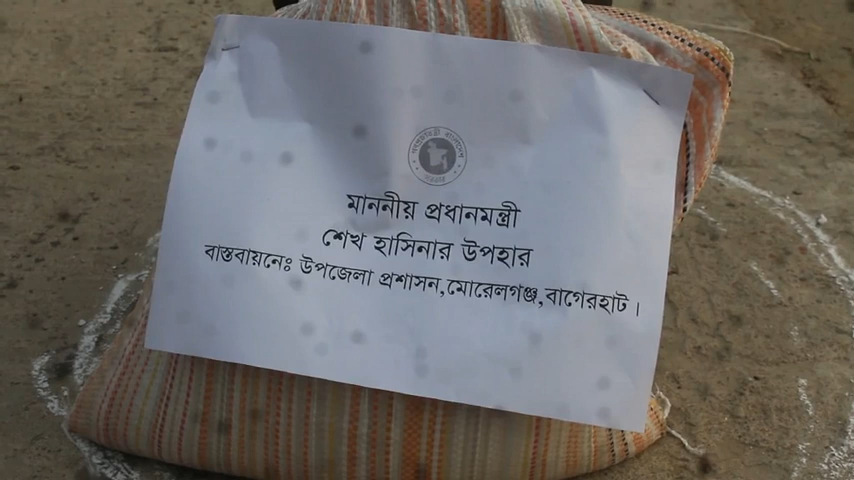 মাননীয় প্রধানমন্ত্রী
শেখ হাসিনার উপহার
বাস্তবায়নেঃ উপজেলা প্রশাসন,মোরেলগঞ্জ,বাগেরহাট।